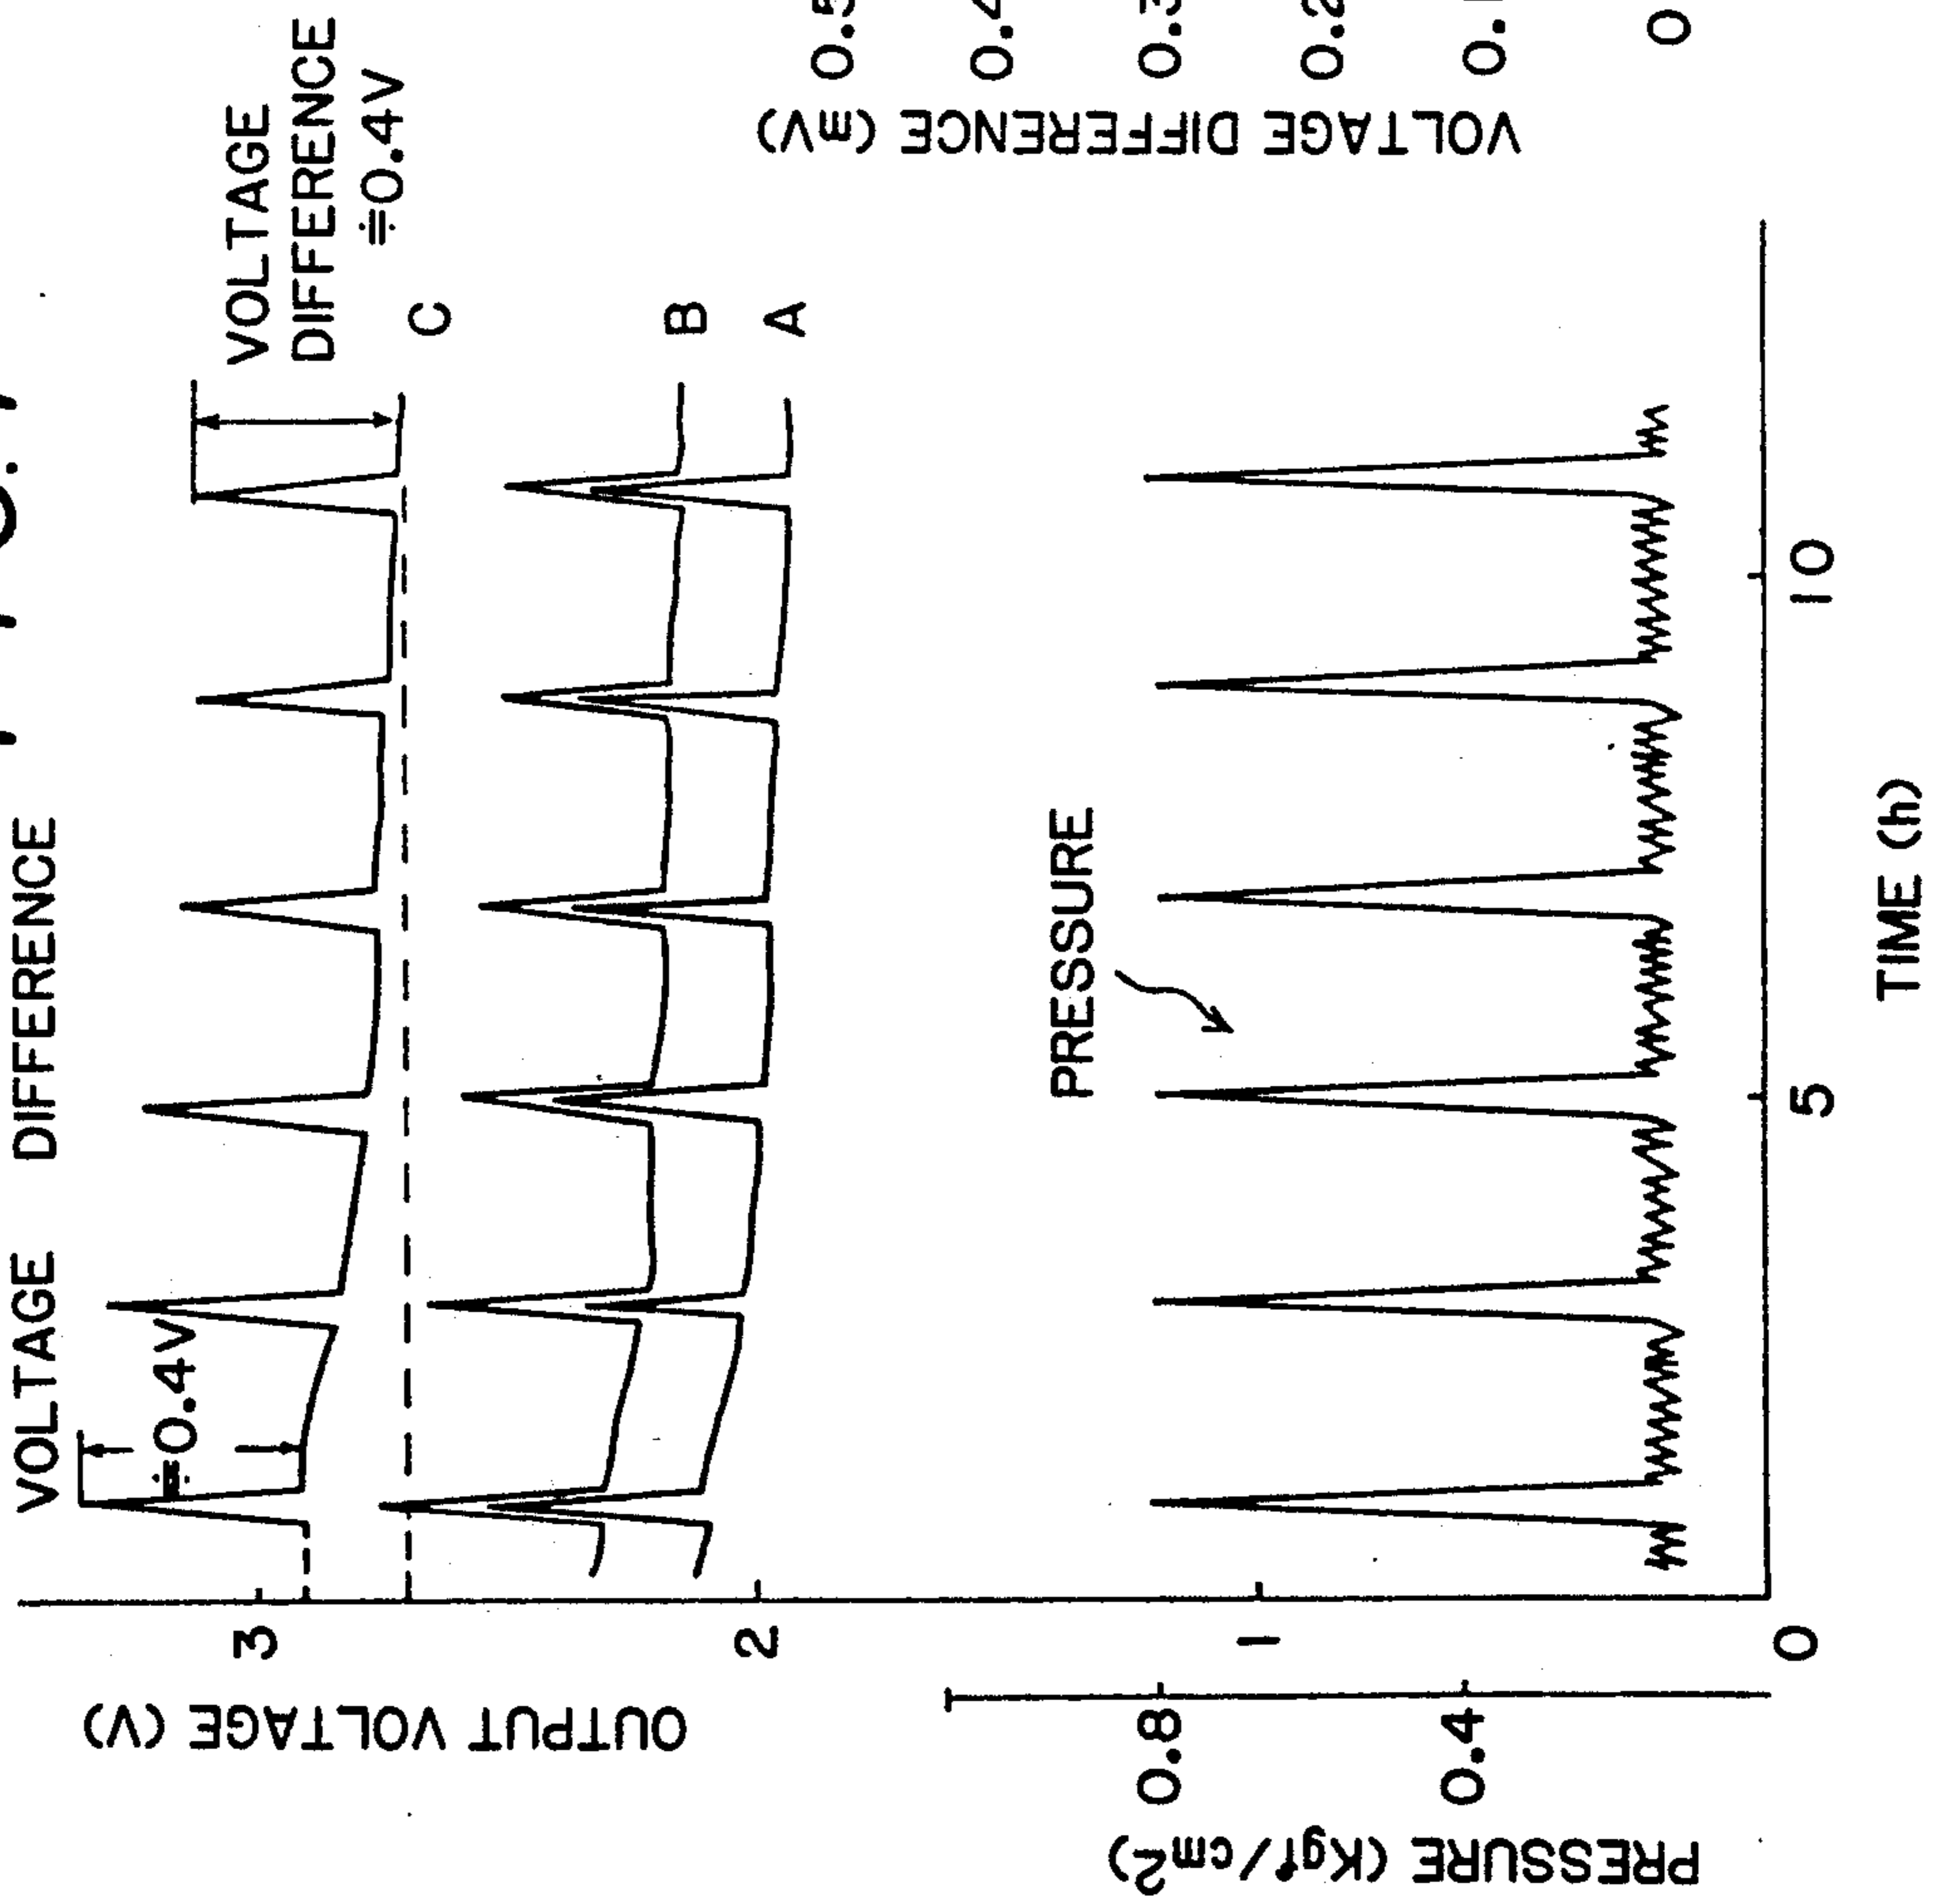 VOLTAGE DIFFERENCE
≒0.4V
VOLTAGE
DIFFERENCE
≒0.4V
C
B
A
OUTPUT VOLTAGE (V)
3
2
1
0
PRESSURE
PRESSURE (Kgf/cm2)
0.8
0.4
5
10
TIME (h)
VOLTAGE DIFFERENCE (mV)
0.4
0.3
0.2
0